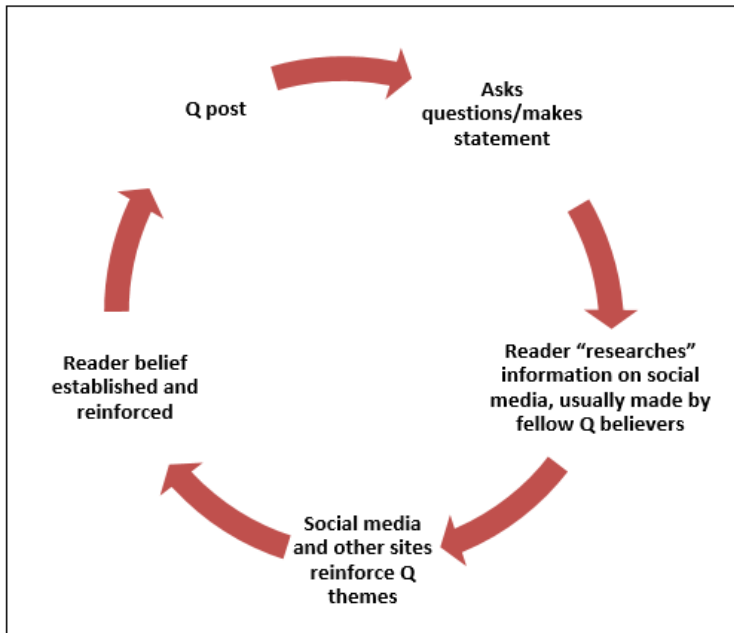 Q post
Asks
questions/makes
statement
Reader “researches”
information on social
media, usually made by
fellow Q believers
Social media
and other sites
reinforce Q
themes
Reader belief
established and
reinforced